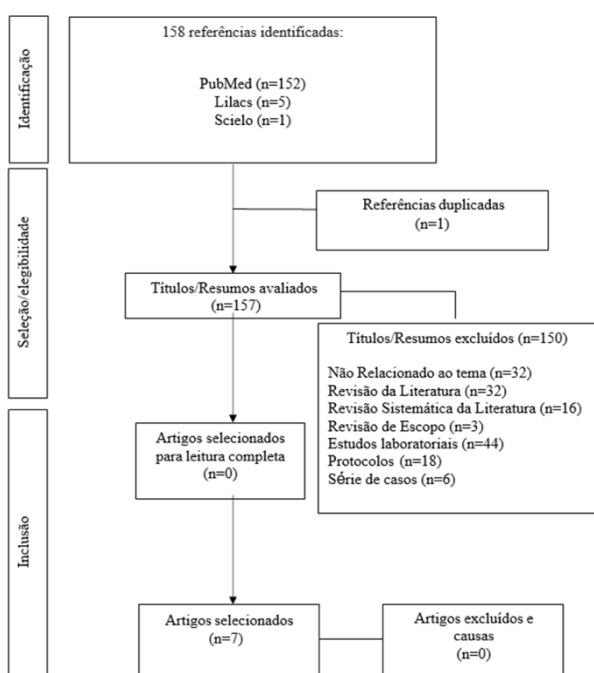 Identificação
158 referências identificadas:
PubMed (n=152)
Lilacs (n=5)
Scielo (n=1)
Seleção/elegibilidade
Referências duplicadas
(n=1)
Títulos/Resumos avaliados
(n=157)
Títulos/Resumos excluídos (n=150)
Não Relacionado ao tema (n=32)
Revisão da Literatura (n=32)
Revisão Sistemática da Literatura (n=16)
Revisão de Escopo (n=3)
Estudos laboratoriais (n=44)
Protocolos (n=18)
Série de casos (n=6)
Inclusão
Artigos selecionados
para leitura completa
(n=0)
Artigos selecionados
(n=7)
Artigos excluídos e
causas
(n=0)